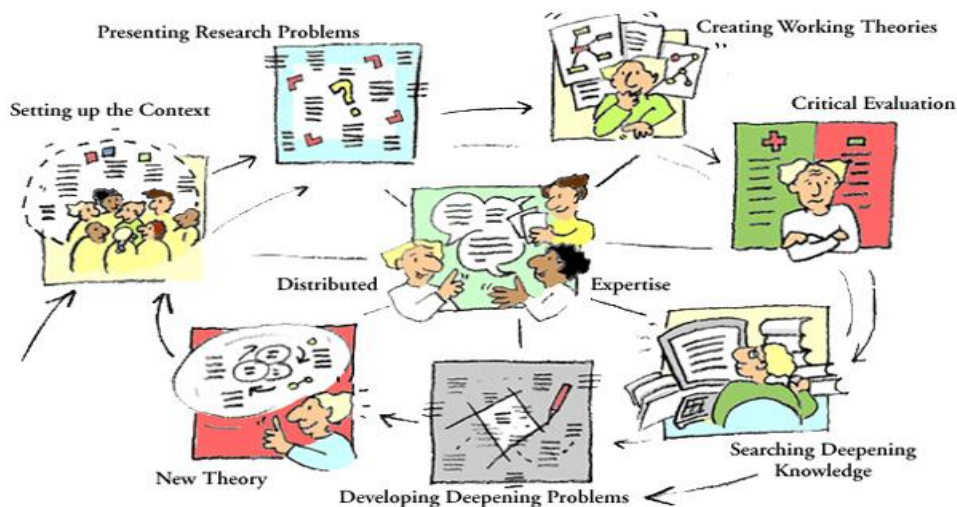 Presenting Research Problems
Creating Working Theories
Setting up the Context
Critical Evaluation
Distributed
Expertise
Searching Deepening
Knowledge
New Theory
Developing Deepening Problems